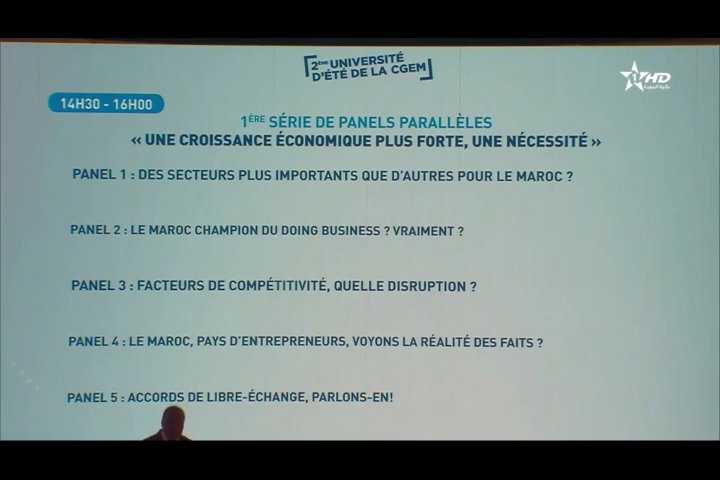 2ÈME UNIVERSITÉ
D'ÉTÉ DE LA CGEM
1 HD
14H30 - 16H00
1ÈRE SÉRIE DE PANELS PARALLÈLES
« UNE CROISSANCE ÉCONOMIQUE PLUS FORTE, UNE NÉCESSITÉ »
PANEL 1 : DES SECTEURS PLUS IMPORTANTS QUE D'AUTRES POUR LE MAROC ?
PANEL 2 : LE MAROC CHAMPION DU DOING BUSINESS ? VRAIMENT ?
PANEL 3 : FACTEURS DE COMPÉTITIVITÉ, QUELLE DISRUPTION ?
PANEL 4 : LE MAROC, PAYS D'ENTREPRENEURS, VOYONS LA RÉALITÉ DES FAITS ?
PANEL 5 : ACCORDS DE LIBRE-ÉCHANGE, PARLONS-EN!